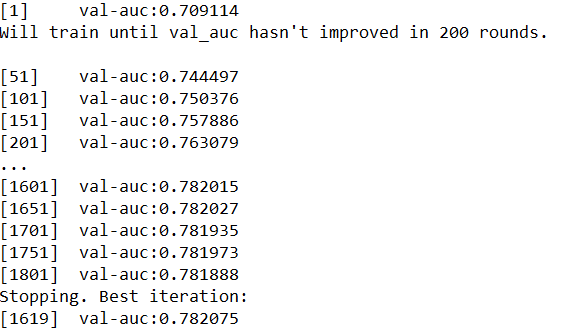 [1]	val-auc:0.709114
Will train until val_auc hasn't improved in 200 rounds.
[51]	val-auc:0.744497
[101]	val-auc:0.750376
[151]	val-auc:0.757886
[201]	val-auc:0.763079
...
[1601]	val-auc:0.782015
[1651]	val-auc:0.782027
[1701]	val-auc:0.781935
[1751]	val-auc:0.781973
[1801]	val-auc:0.781888
Stopping. Best iteration:
[1619]	val-auc:0.782075